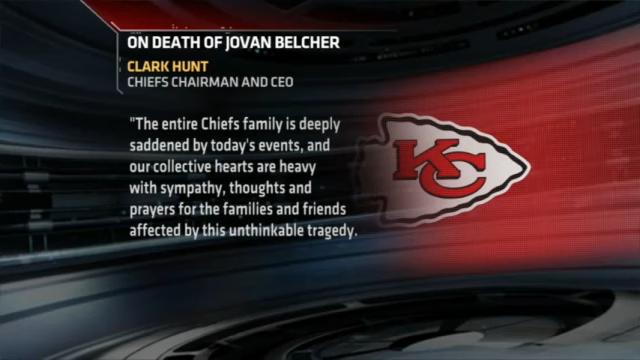 ON DEATH OF JOVAN BELCHER
CLARK HUNT
CHIEFS CHAIRMAN AND CEO
"The entire Chiefs family is deeply
saddened by today's events, and
our collective hearts are heavy
with sympathy, thoughts and
prayers for the families and friends
affected by this unthinkable tragedy.
KC